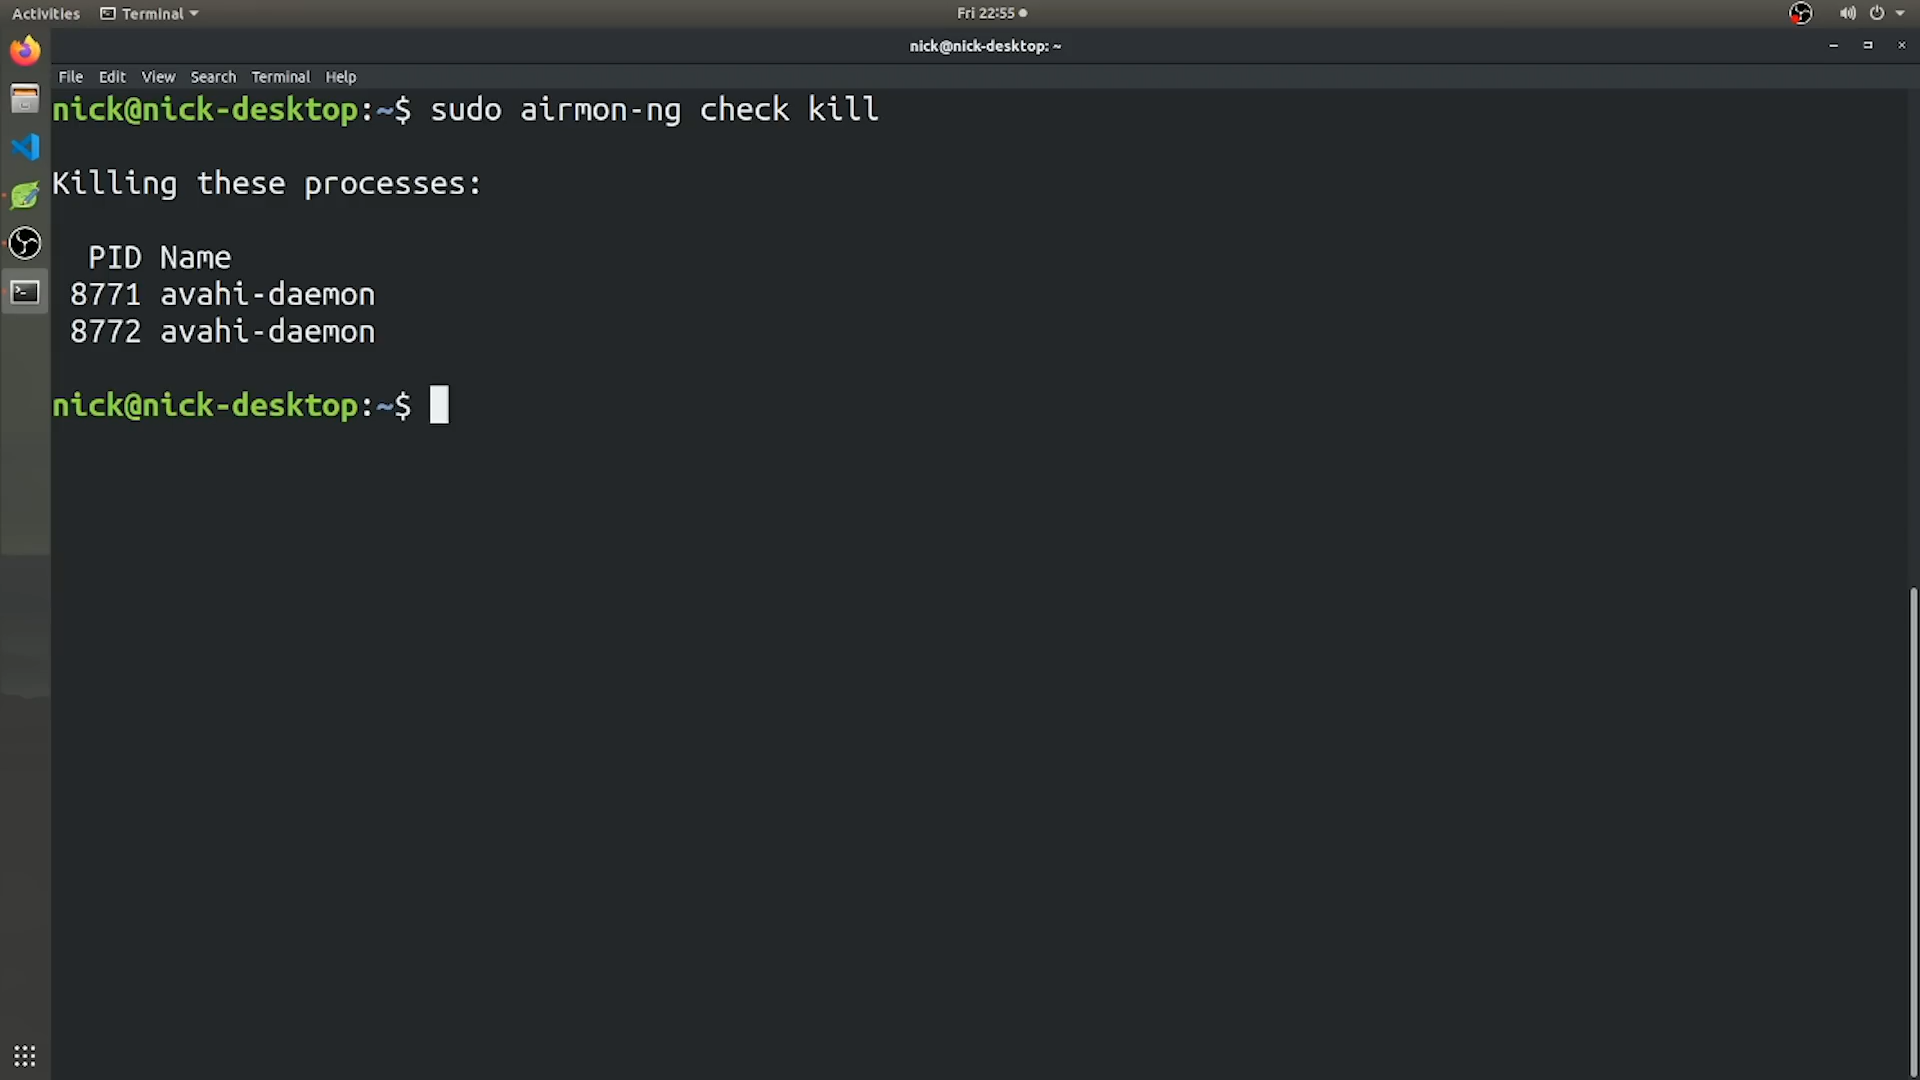 Activities Terminal Fri 22:55
nick@nick-desktop: ~
File Edit View Search Terminal Help
nick@nick-desktop:~$ sudo airmon-ng check kill
Killing these processes:
PID Name
8771 avahi-daemon
8772 avahi-daemon
nick@nick-desktop:~$